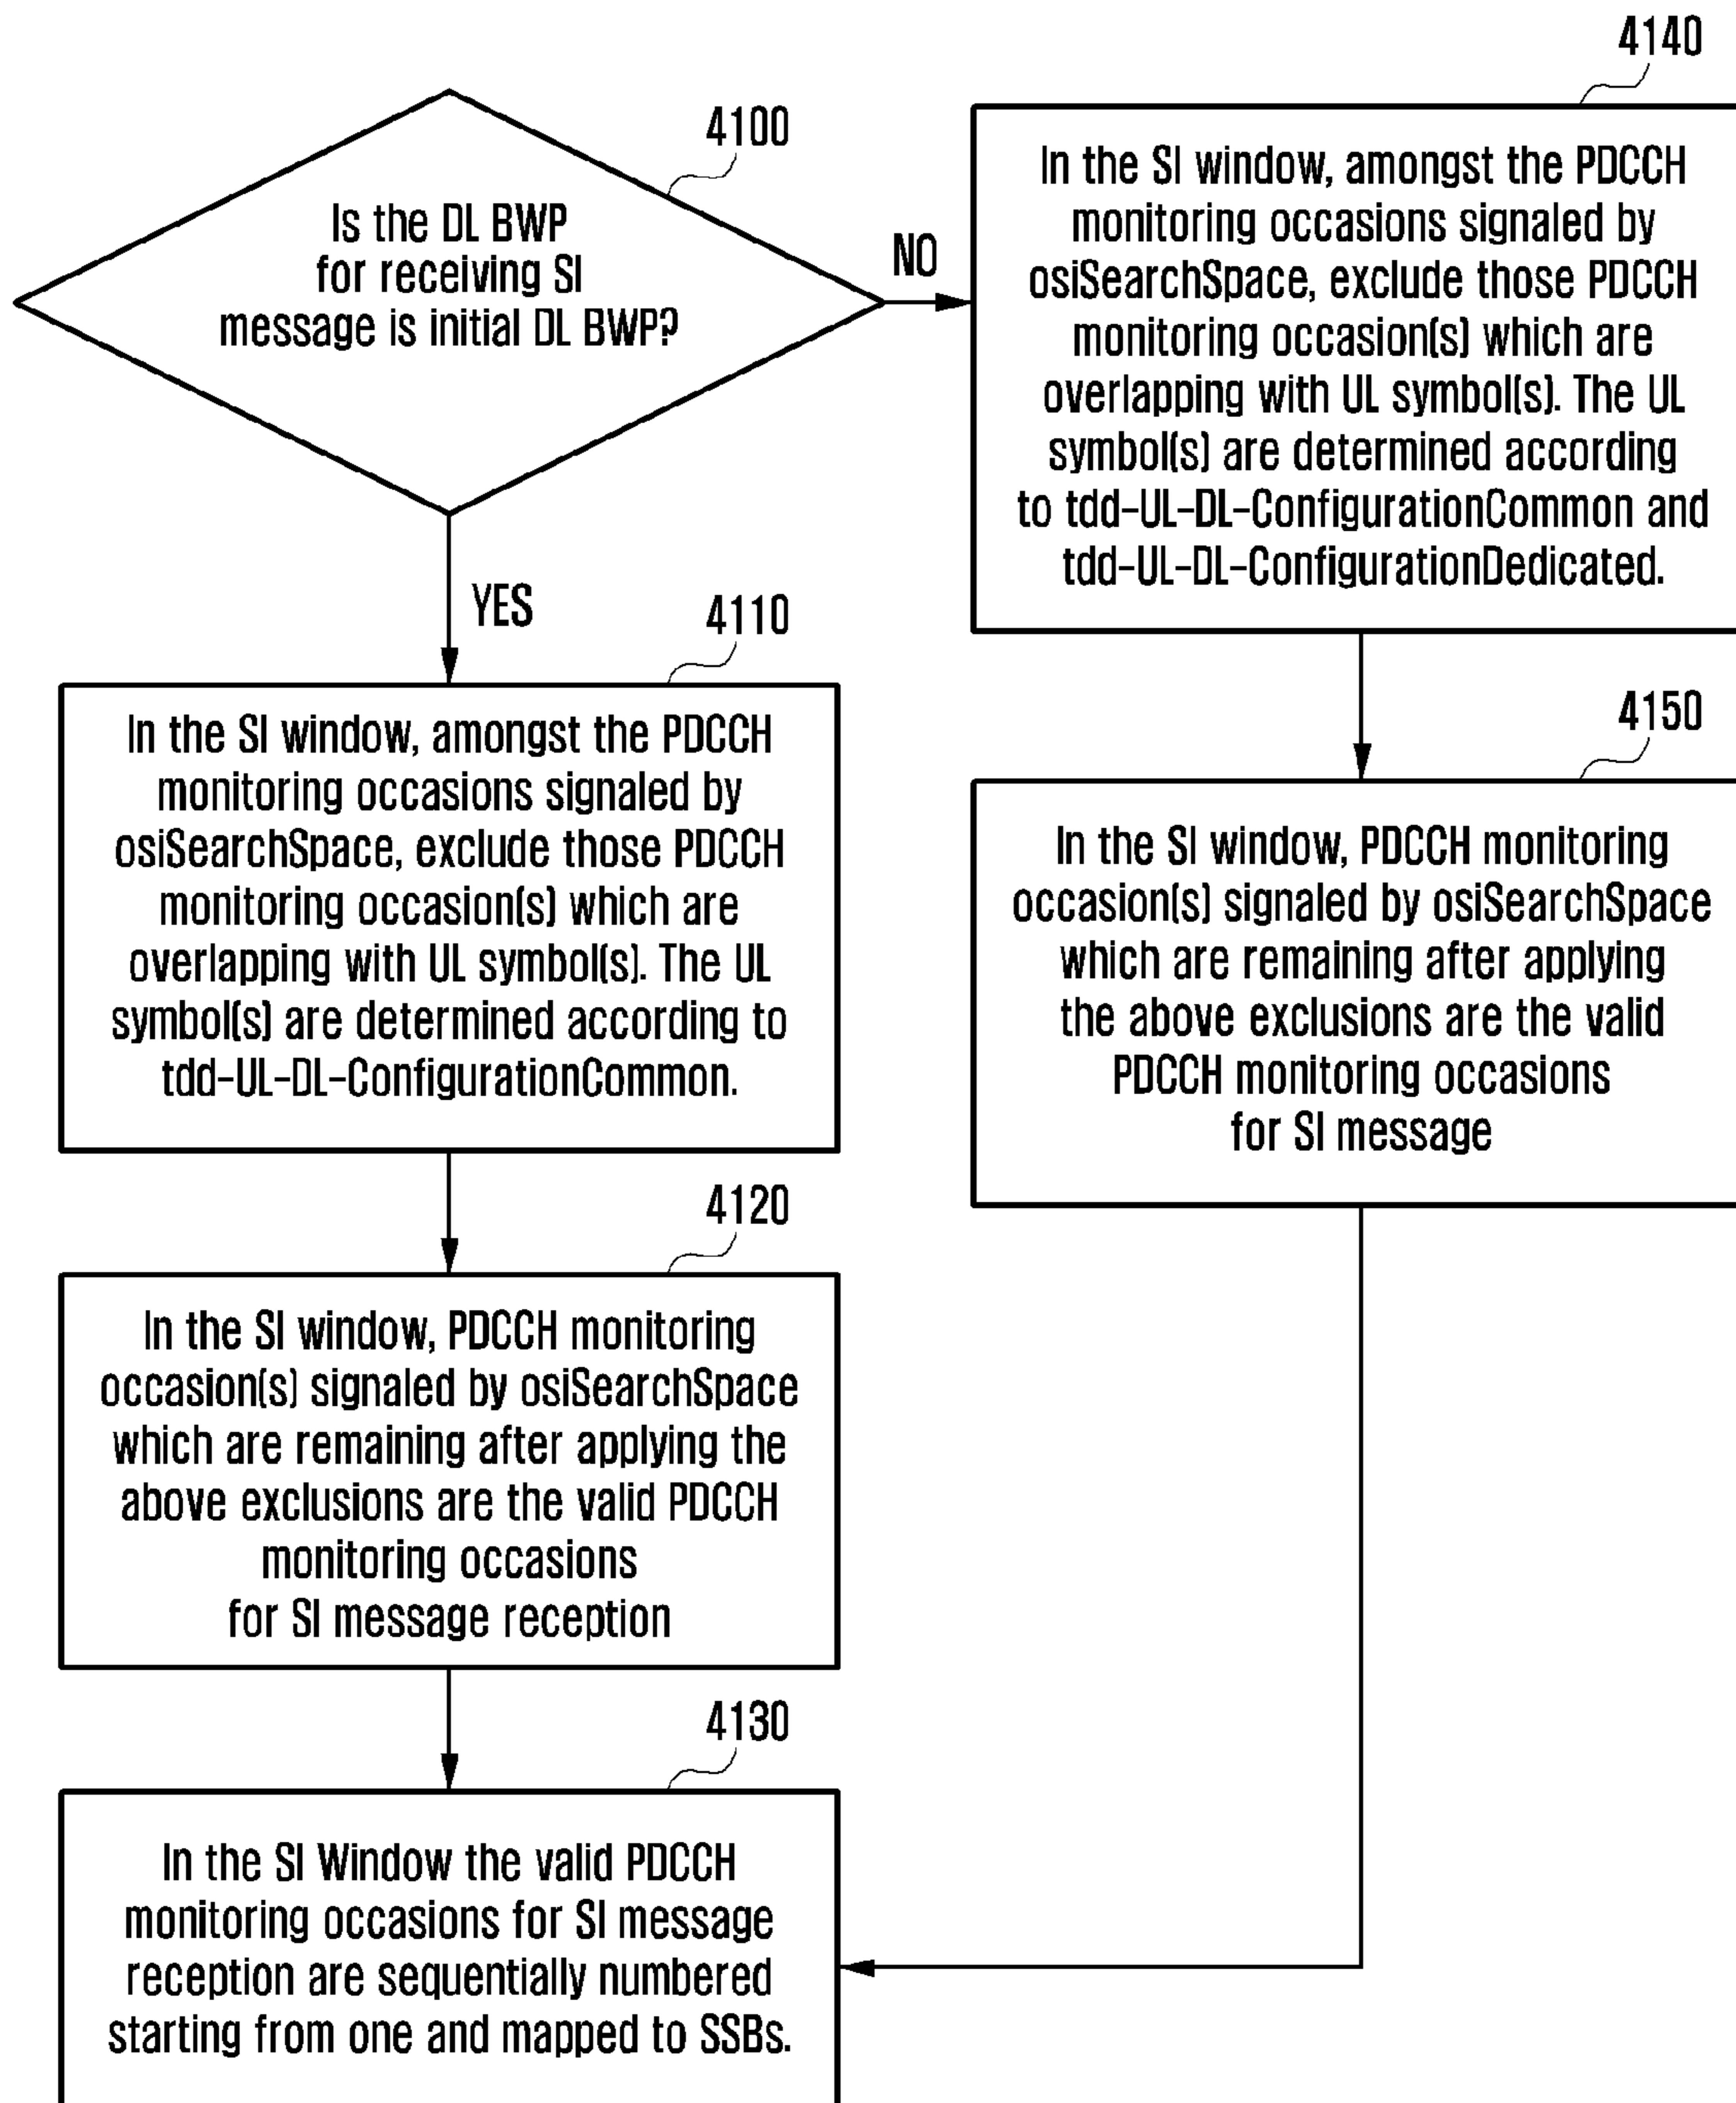 4100
Is the DL BWP
for receiving SI
message is initial DL BWP?
NO
YES
4110
In the SI window, amongst the PDCCH
monitoring occasions signaled by
osiSearchSpace, exclude those PDCCH
monitoring occasion(s) which are
overlapping with UL symbol(s). The UL
symbol(s) are determined according to
tdd-UL-DL-ConfigurationCommon.
4120
In the SI window, PDCCH monitoring
occasion(s) signaled by osiSearchSpace
which are remaining after applying the
above exclusions are the valid PDCCH
monitoring occasions
for SI message reception
4130
In the SI Window the valid PDCCH
monitoring occasions for SI message
reception are sequentially numbered
starting from one and mapped to SSBs.
4140
In the SI window, amongst the PDCCH
monitoring occasions signaled by
osiSearchSpace, exclude those PDCCH
monitoring occasion(s) which are
overlapping with UL symbol(s). The UL
symbol(s) are determined according
to tdd-UL-DL-ConfigurationCommon and
tdd-UL-DL-ConfigurationDedicated.
4150
In the SI window, PDCCH monitoring
occasion(s) signaled by osiSearchSpace
which are remaining after applying
the above exclusions are the valid
PDCCH monitoring occasions
for SI message